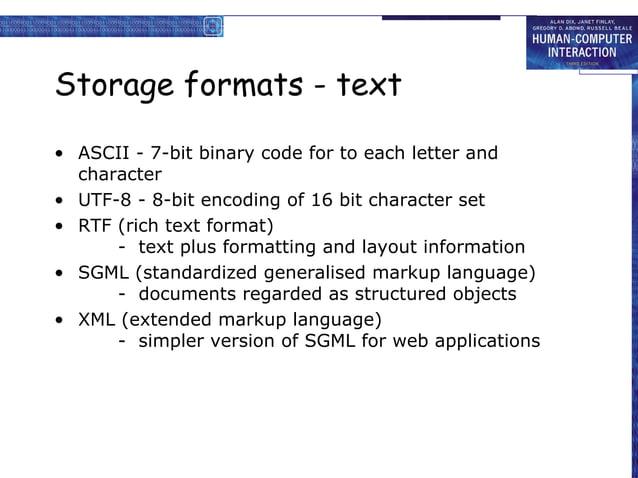 ALAN DIX, JANET FINLAY,
GREGORY D. ABOWD, RUSSELL BEALE
HUMAN-COMPUTER
INTERACTION
THIRD EDITION
Storage formats - text
• ASCII - 7-bit binary code for to each letter and
character
• UTF-8 - 8-bit encoding of 16 bit character set
• RTF (rich text format)
- text plus formatting and layout information
• SGML (standardized generalised markup language)
- documents regarded as structured objects
• XML (extended markup language)
- simpler version of SGML for web applications